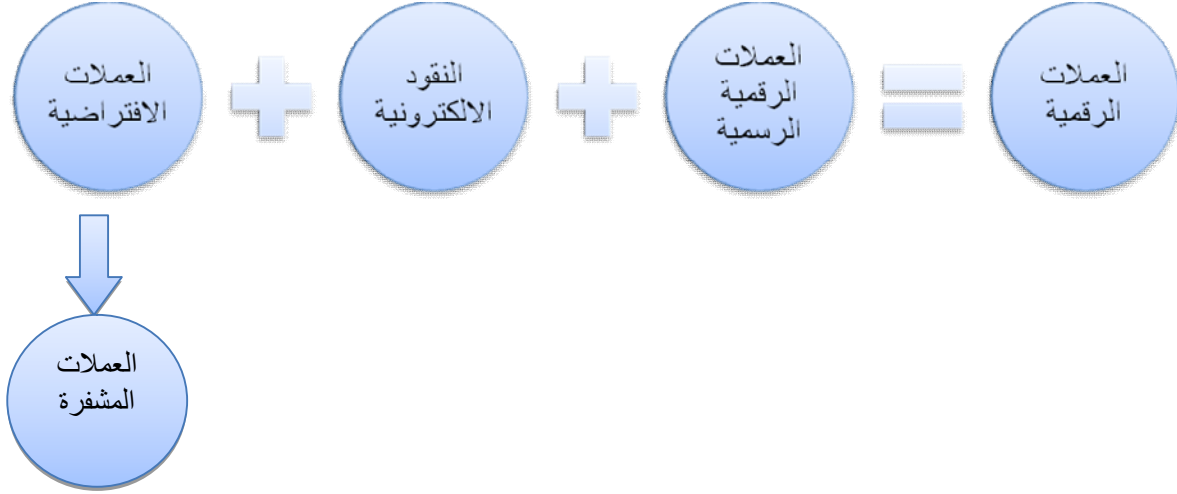 العملات
الافتراضية
النقود
الالكترونية
العملات
الرقمية
الرسمية
العملات
الرقمية
العملات
المشفرة